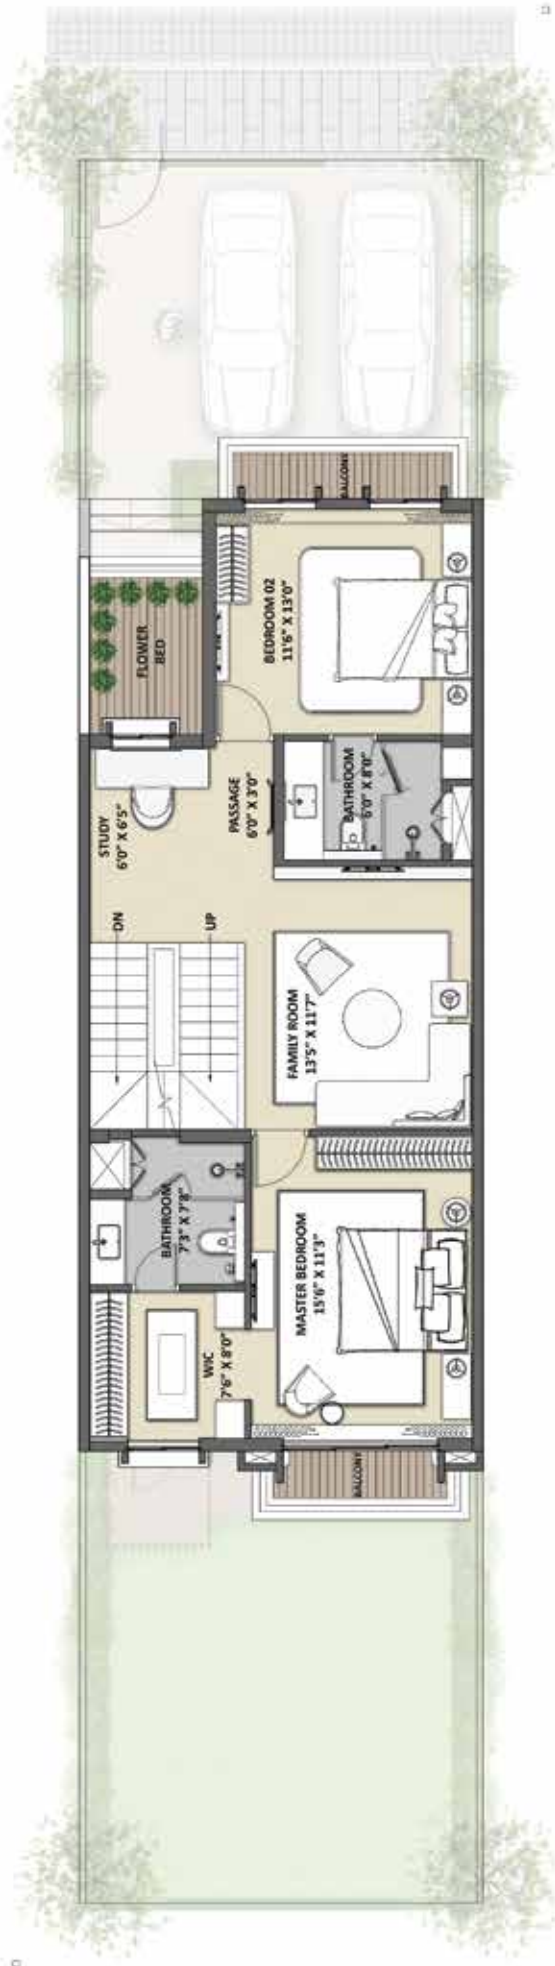 BALCONY
BEDROOM 02
11'6" X 13'0"
FLOWER
BED
STUDY
6'0" X 6'5"
PASSAGE
6'0" X 3'0"
BATHROOM
6'0" X 8'0"
DN
UP
FAMILY ROOM
13'5" X 11'7"
BATHROOM
7'3" X 7'8"
MASTER BEDROOM
15'6" X 11'3"
WIC
7'6" X 8'0"
BALCONY